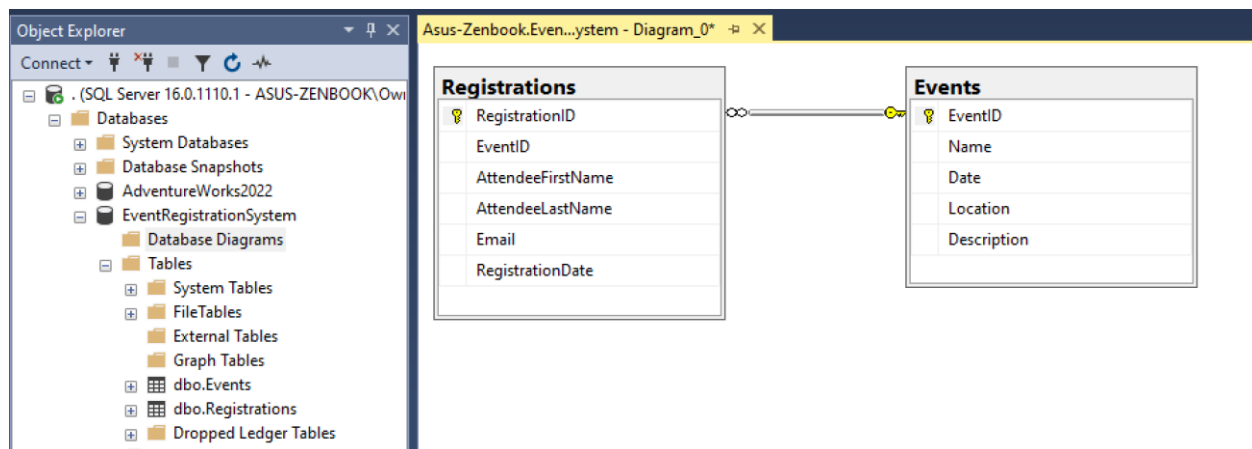 Object Explorer
Connect
. (SQL Server 16.0.1110.1 - ASUS-ZENBOOK\Ow
Databases
System Databases
Database Snapshots
AdventureWorks2022
EventRegistrationSystem
Database Diagrams
Tables
System Tables
FileTables
External Tables
Graph Tables
dbo.Events
dbo.Registrations
Dropped Ledger Tables
Asus-Zenbook.Even...ystem - Diagram_0*
Registrations
RegistrationID
EventID
AttendeeFirstName
AttendeeLastName
Email
RegistrationDate
Events
EventID
Name
Date
Location
Description